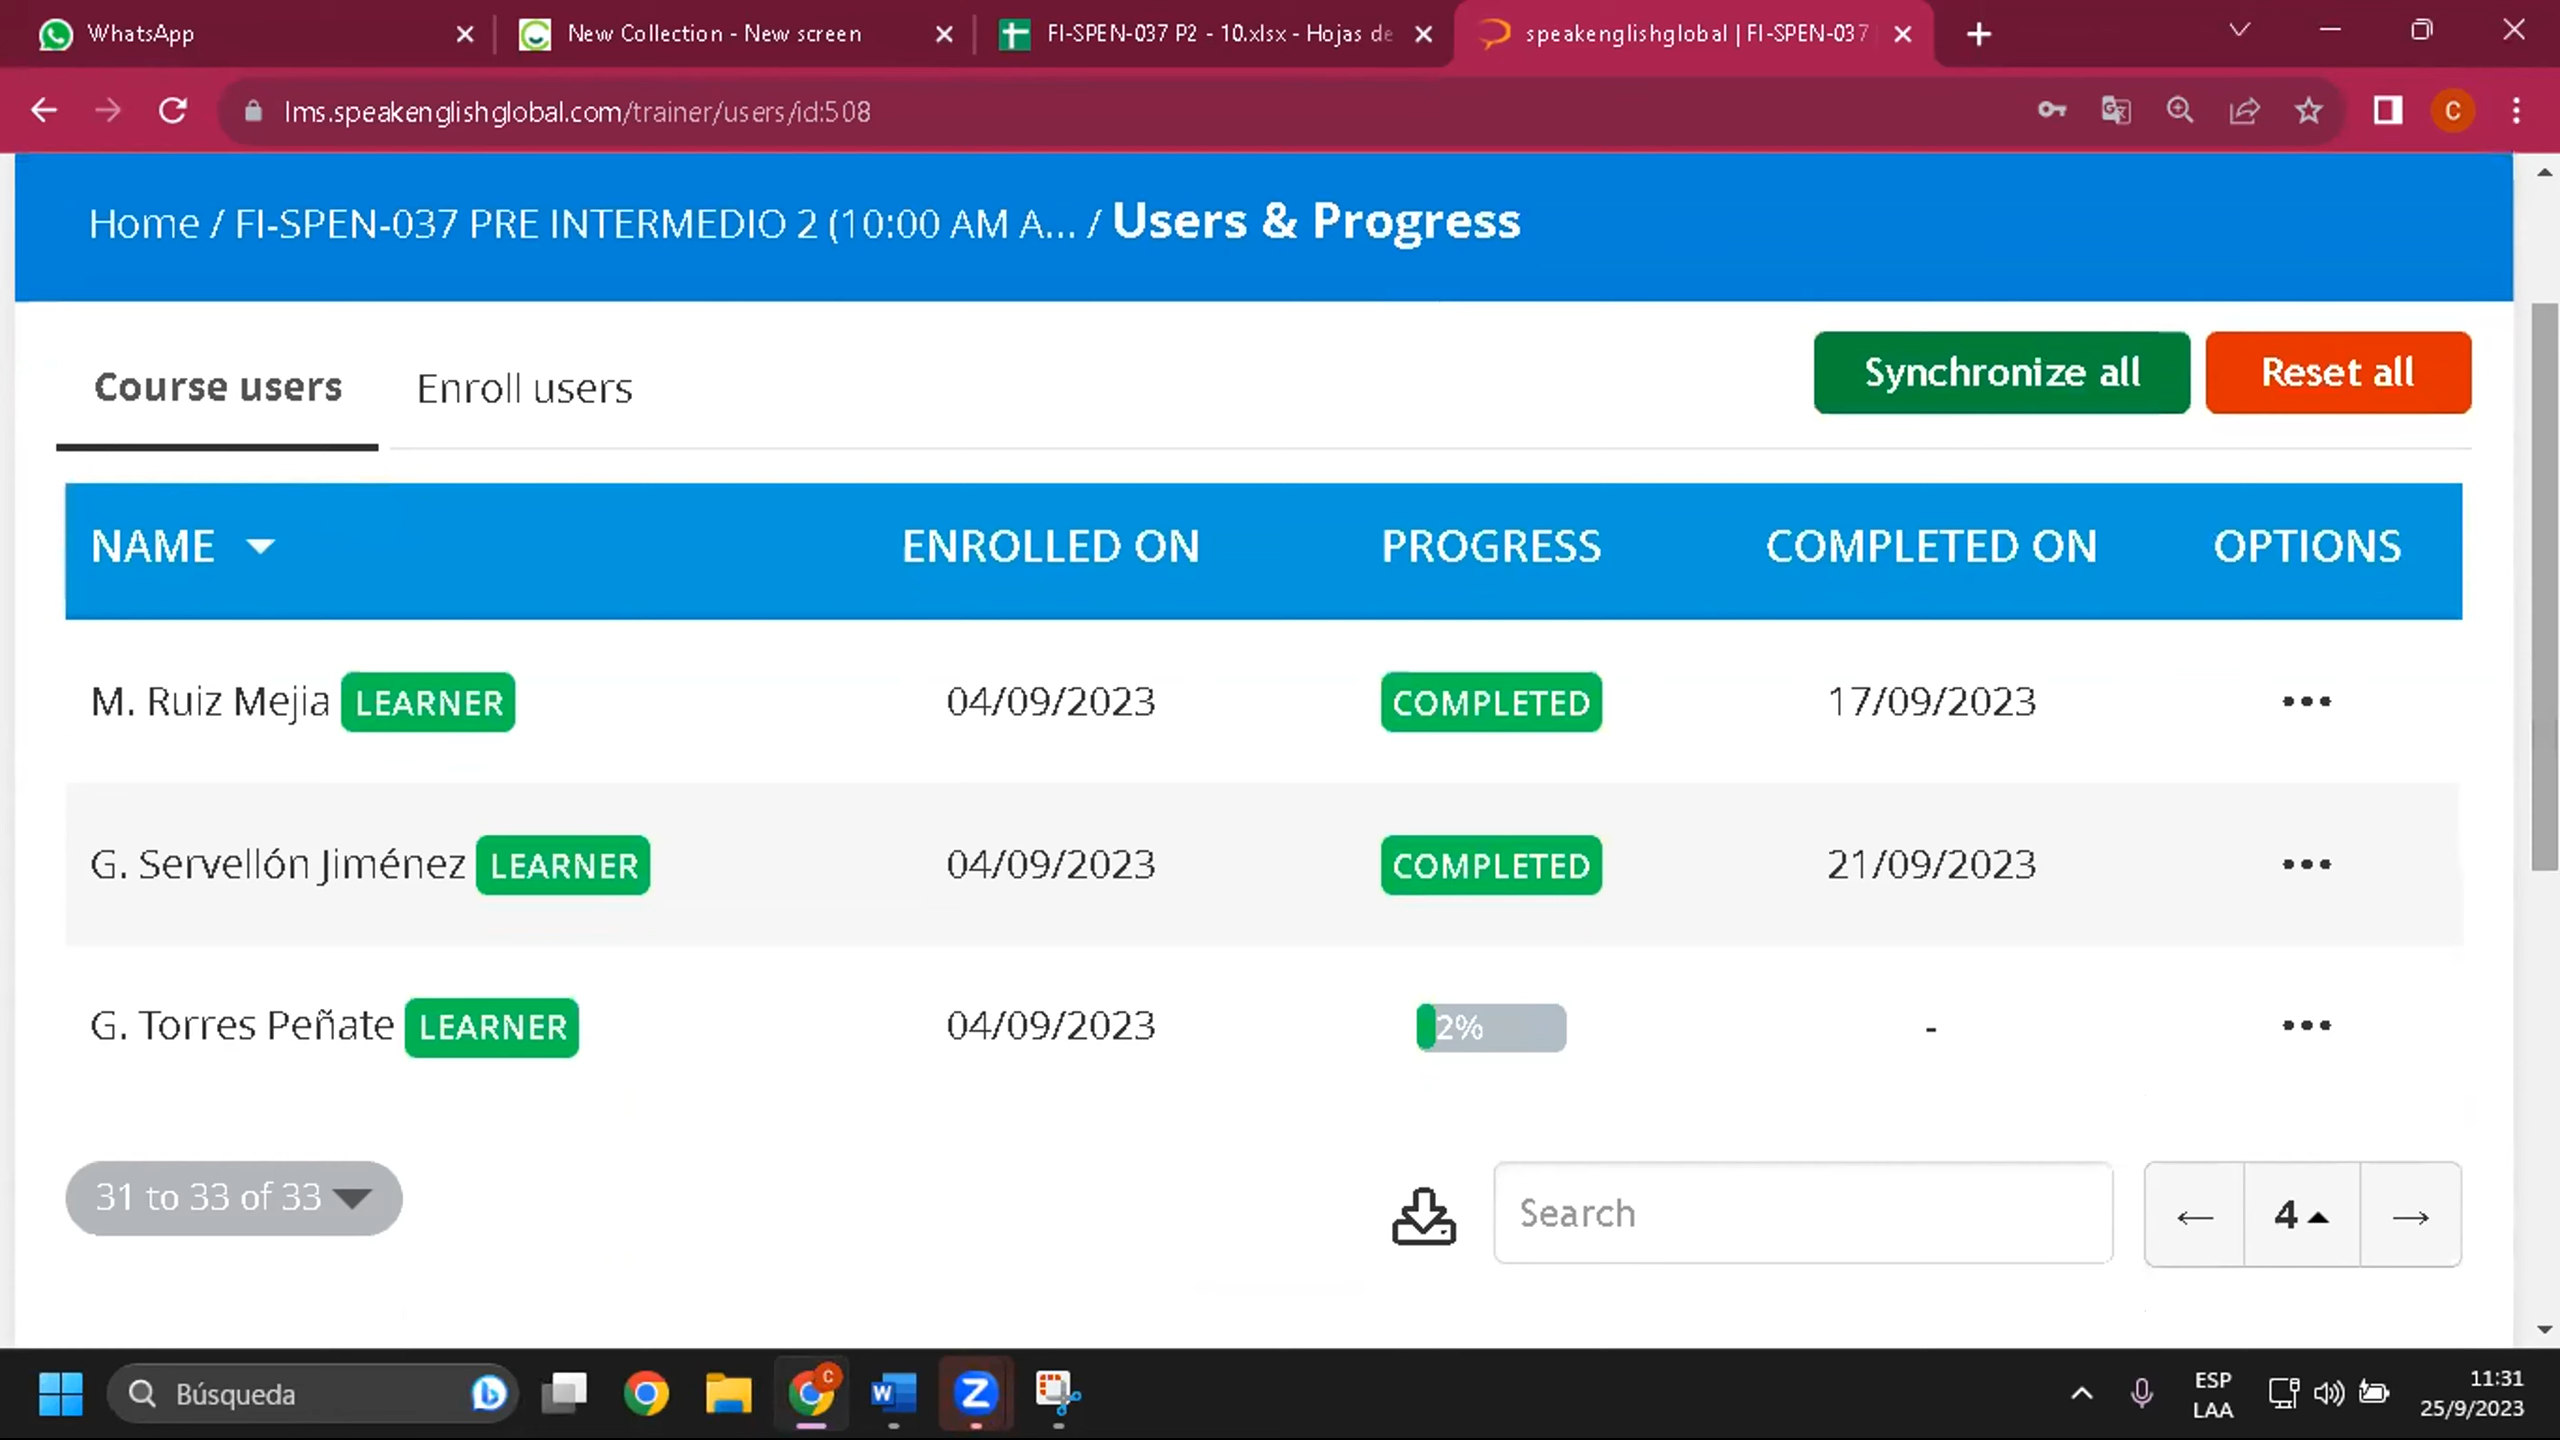 WhatsApp
New Collection - New screen
FI-SPEN-037 P2 - 10.xlsx - Hojas de
speakenglishglobal | FI-SPEN-037
lms.speakenglishglobal.com/trainer/users/id:508
C
Home / FI-SPEN-037 PRE INTERMEDIO 2 (10:00 AM A... / Users & Progress
Course users
Enroll users
Synchronize all
Reset all
NAME
ENROLLED ON
PROGRESS
COMPLETED ON
OPTIONS
M. Ruiz Mejia LEARNER
04/09/2023
COMPLETED
17/09/2023
G. Servellón Jiménez LEARNER
04/09/2023
COMPLETED
21/09/2023
G. Torres Peñate LEARNER
04/09/2023
2%
-
31 to 33 of 33
Search
4
Búsqueda
ESP
LAA
11:31
25/9/2023